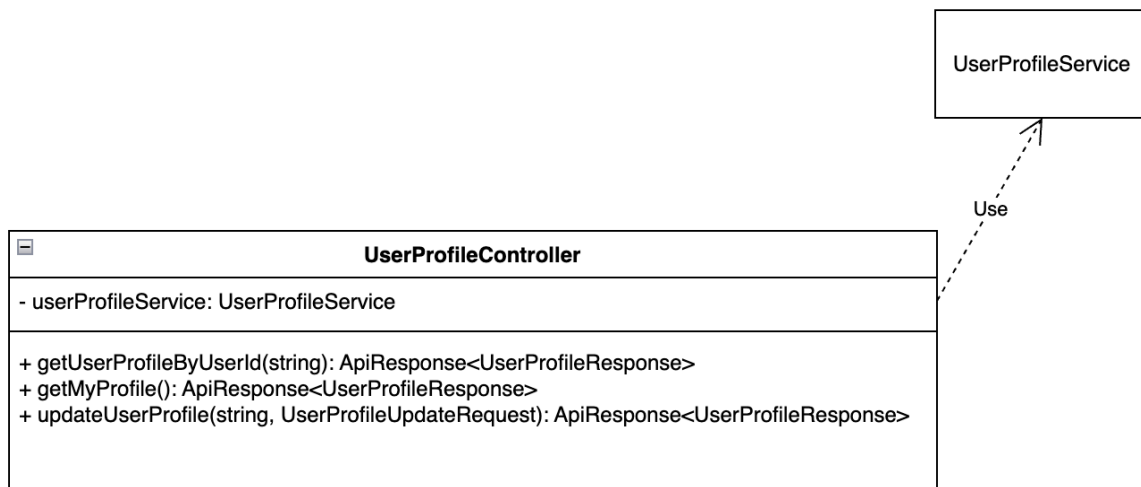 UserProfileService
Use
UserProfileController
- userProfileService: UserProfileService
+ getUserProfileByUserId(string): ApiResponse<UserProfileResponse>
+ getMyProfile(): ApiResponse<UserProfileResponse>
+ updateUserProfile(string, UserProfileUpdateRequest): ApiResponse<UserProfileResponse>